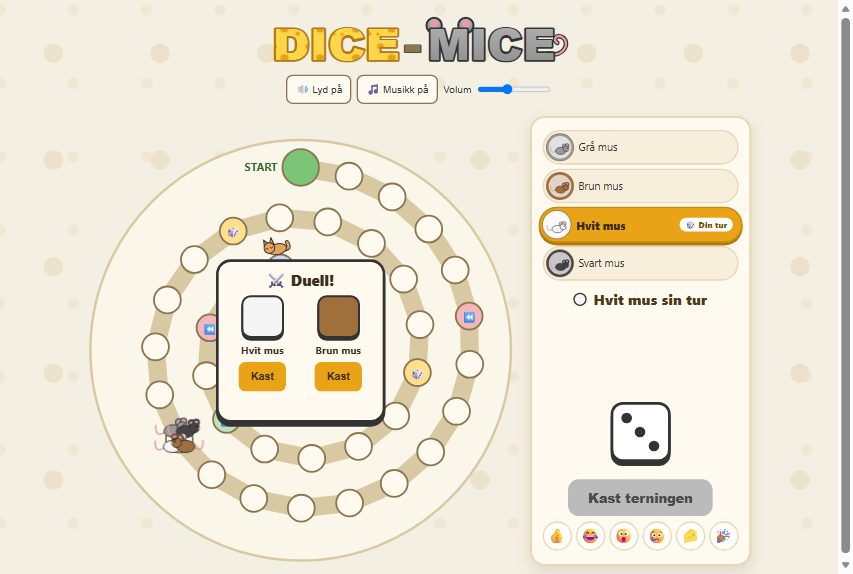 DICE-MICE
Lyd på
Musikk på
Volum
START
Grå mus
Brun mus
Hvit mus
Din tur
Svart mus
Hvit mus sin tur
Duell!
Hvit mus
Brun mus
Kast
Kast
Kast terningen